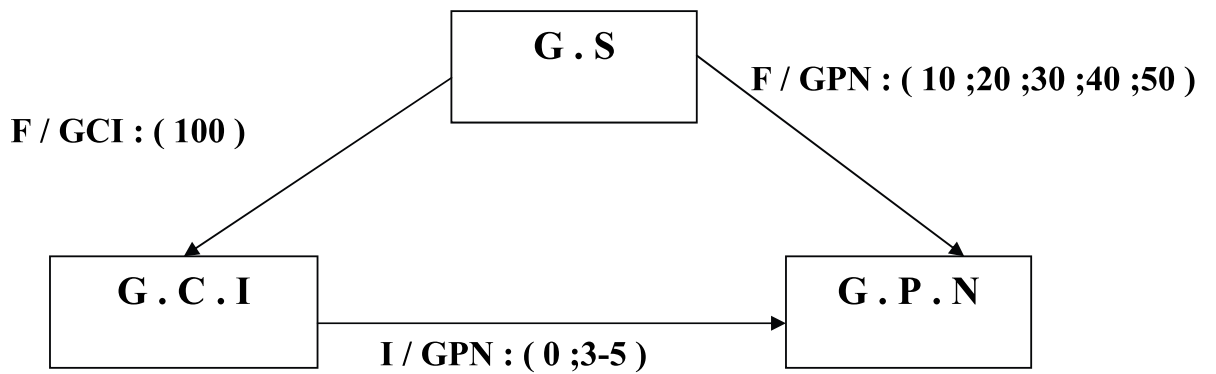 G . S
F / GPN : ( 10 ;20 ;30 ;40 ;50 )
F / GCI : ( 100 )
G . C . I
G . P . N
I / GPN : ( 0 ;3-5 )